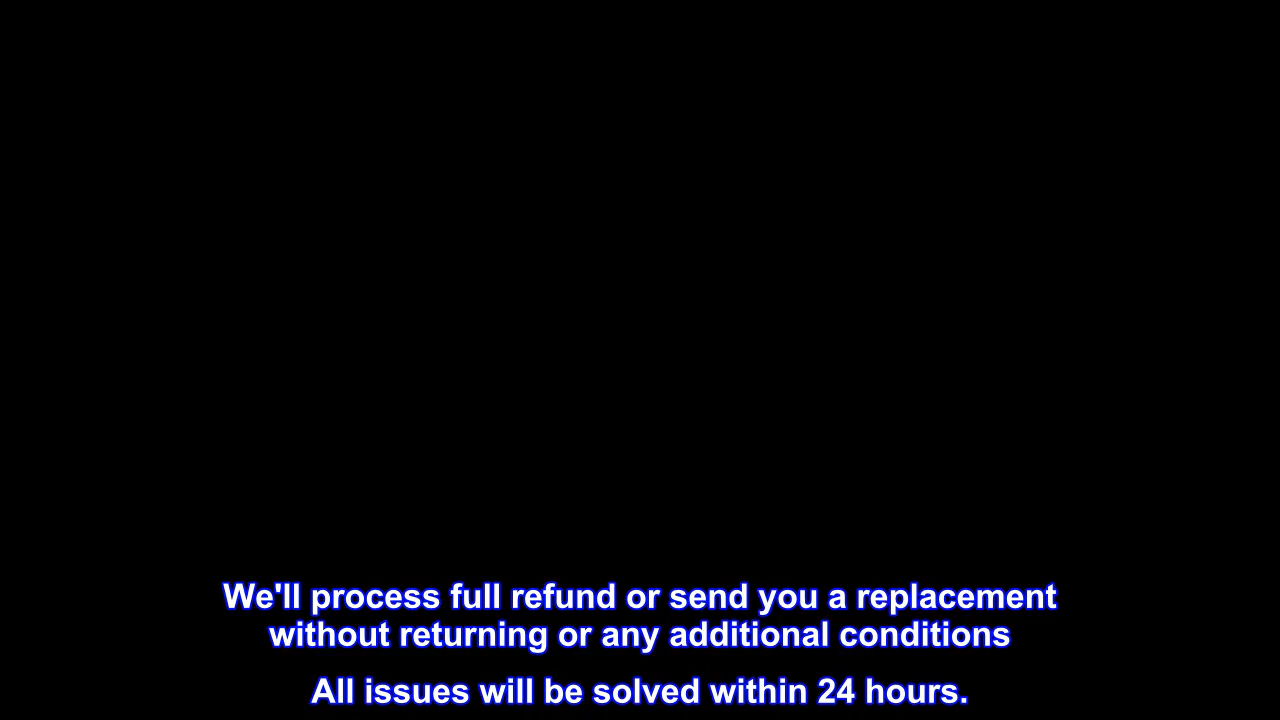 We'll process full refund or send you a replacement
without returning or any additional conditions
All issues will be solved within 24 hours.